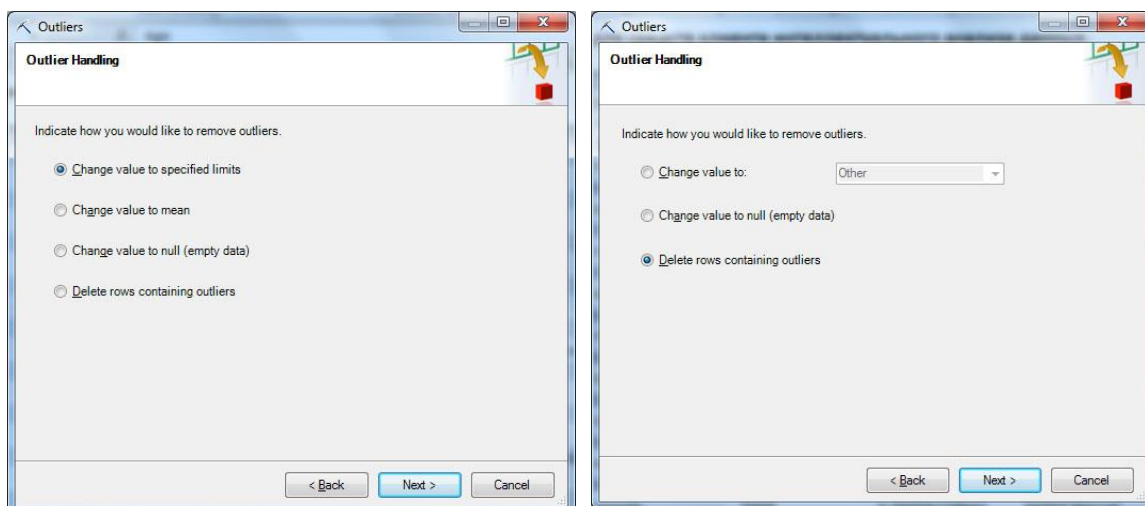 Outliers
Outlier Handling
Indicate how you would like to remove outliers.
Change value to specified limits
Change value to mean
Change value to null (empty data)
Delete rows containing outliers
< Back
Next >
Cancel
Outliers
Outlier Handling
Indicate how you would like to remove outliers.
Change value to:
Other
Change value to null (empty data)
Delete rows containing outliers
< Back
Next >
Cancel